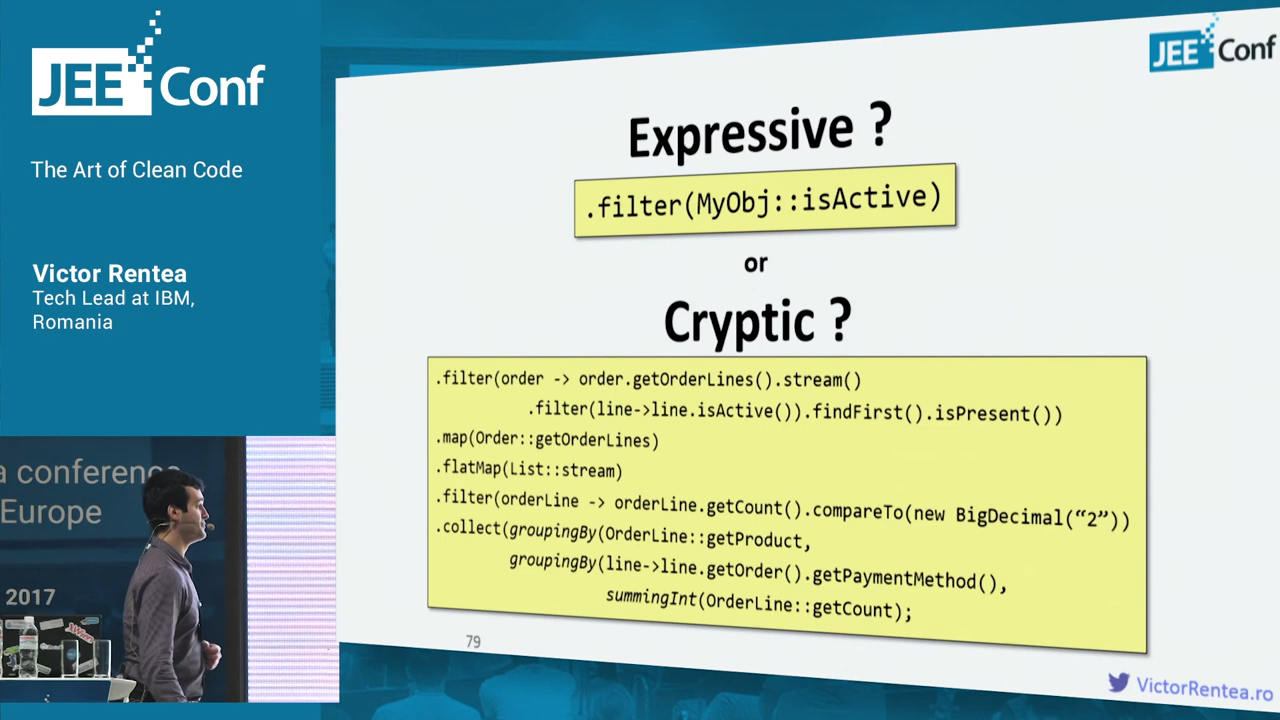 JEE Conf
The Art of Clean Code
Victor Rentea
Tech Lead at IBM,
Romania
a conference
Europe
2017
JEE Conf
Expressive ?
.filter(MyObj::isActive)
or
Cryptic ?
.filter(order -> order.getOrderLines().stream()
.filter(line->line.isActive()).findFirst().isPresent())
.map(Order::getOrderLines)
.flatMap(List::stream)
.filter(orderLine -> orderLine.getCount().compareTo(new BigDecimal(“2”))
.collect(groupingBy(OrderLine::getProduct,
groupingBy(line->line.getOrder().getPaymentMethod(),
summingInt(OrderLine::getCount);
79
VictorRentea.ro